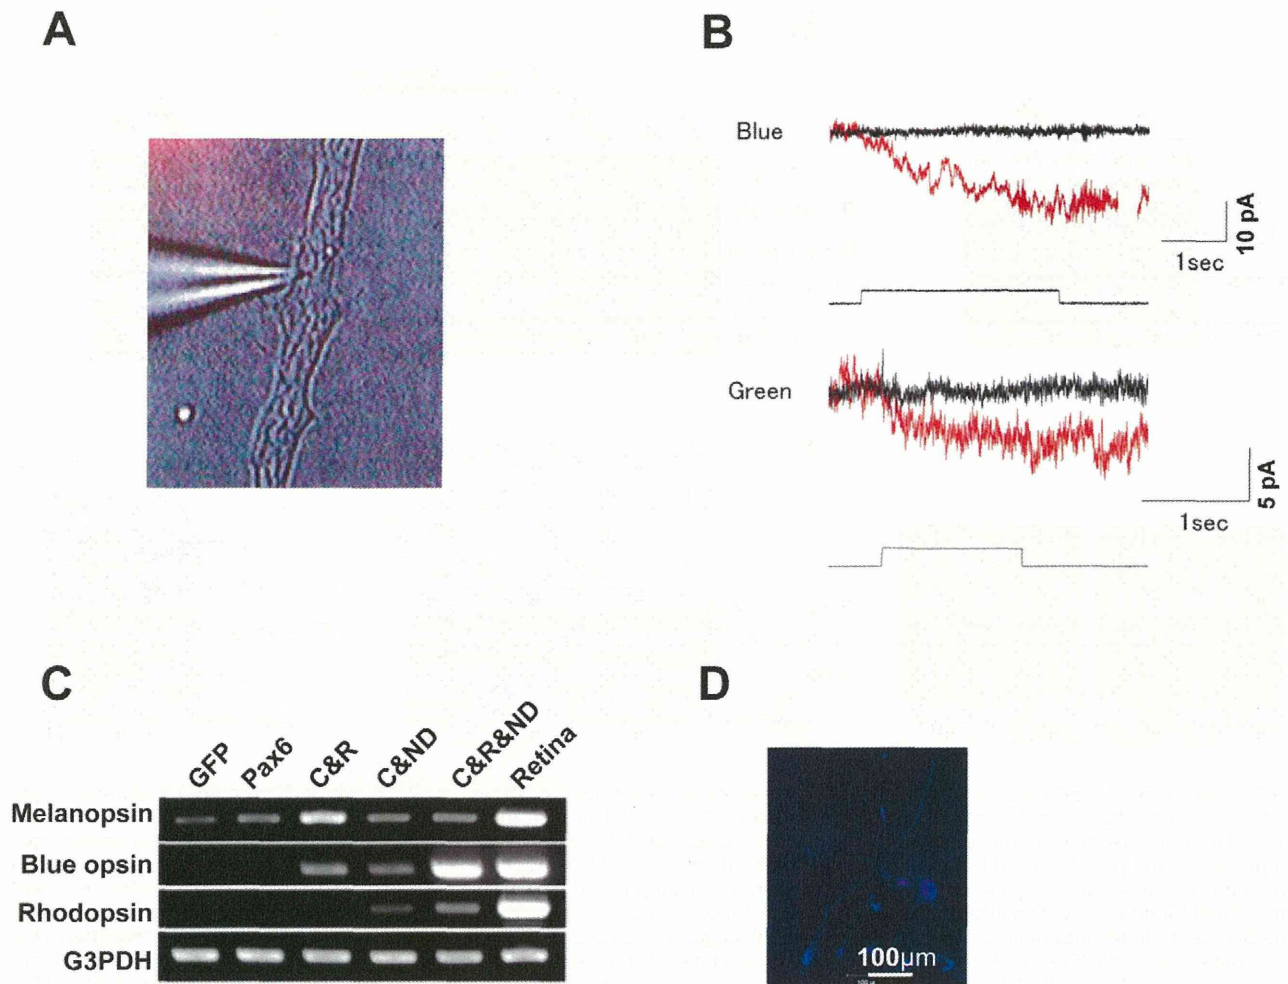 A
B
Blue
10 pA
1sec
Green
5 pA
1sec
C
GFP
Pax6
C&R
C&ND
C&R&ND
Retina
Melanopsin
Blue opsin
Rhodopsin
G3PDH
D
100μm